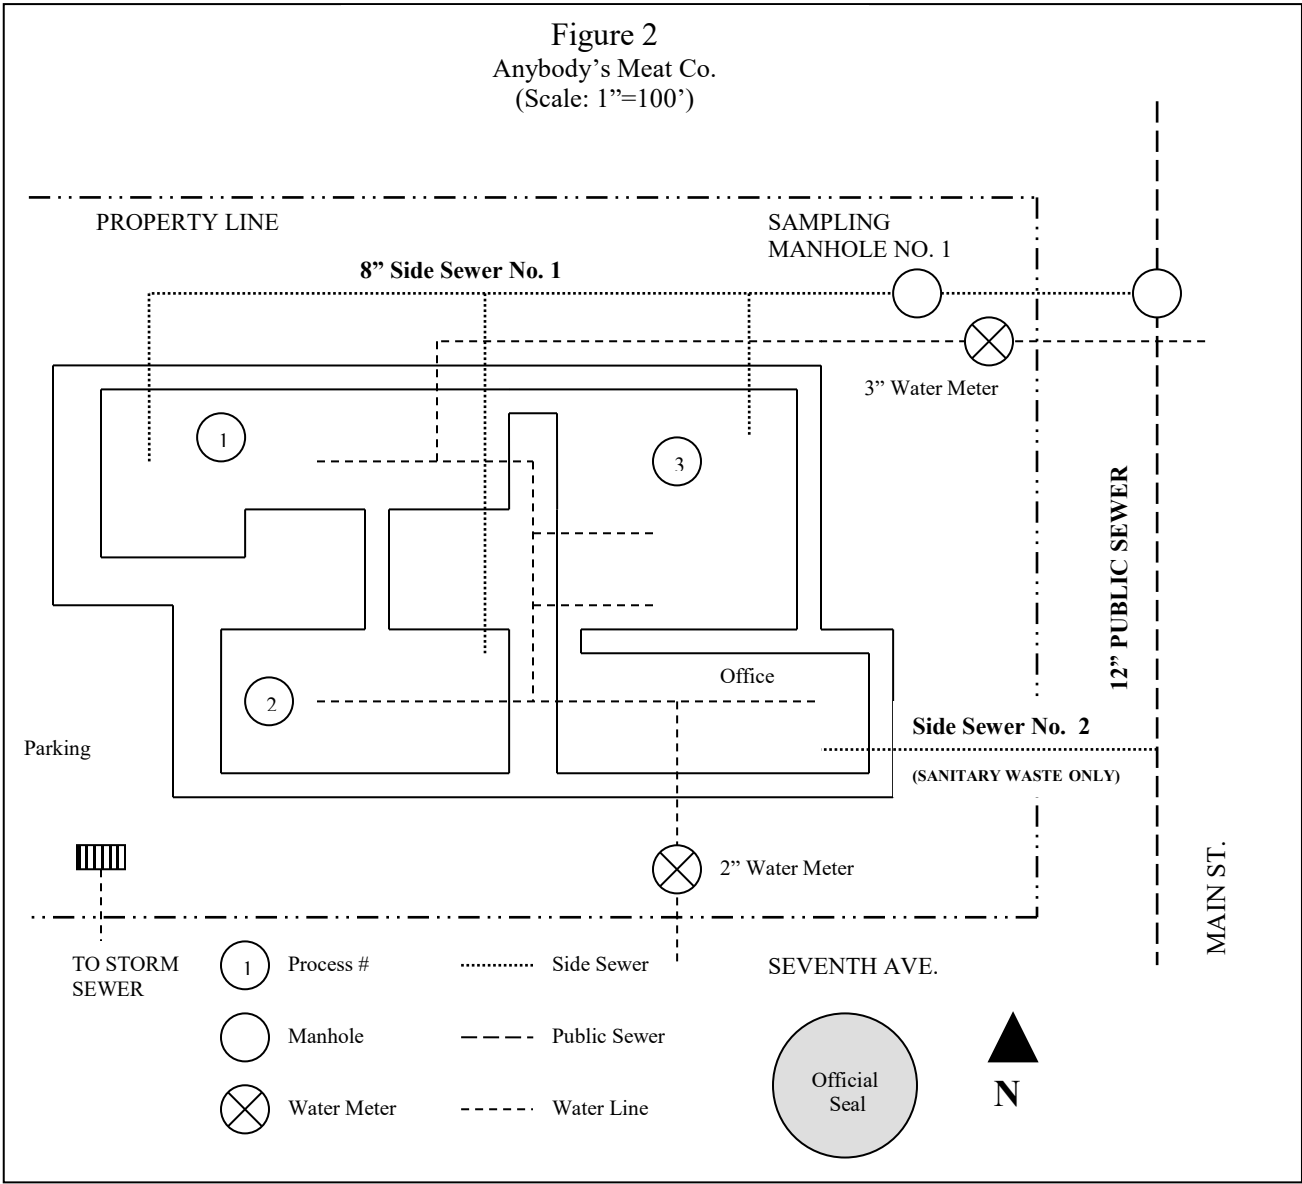 Figure 2
Anybody’s Meat Co.
(Scale: 1”=100’)
PROPERTY LINE
SAMPLING
MANHOLE NO. 1
8” Side Sewer No. 1
3” Water Meter
1
3
12” PUBLIC SEWER
Office
2
Side Sewer No. 2
Parking
(SANITARY WASTE ONLY)
2” Water Meter
MAIN ST.
TO STORM
SEWER
1
Process #
Side Sewer
SEVENTH AVE.
Manhole
Public Sewer
Official
Seal
N
Water Meter
Water Line